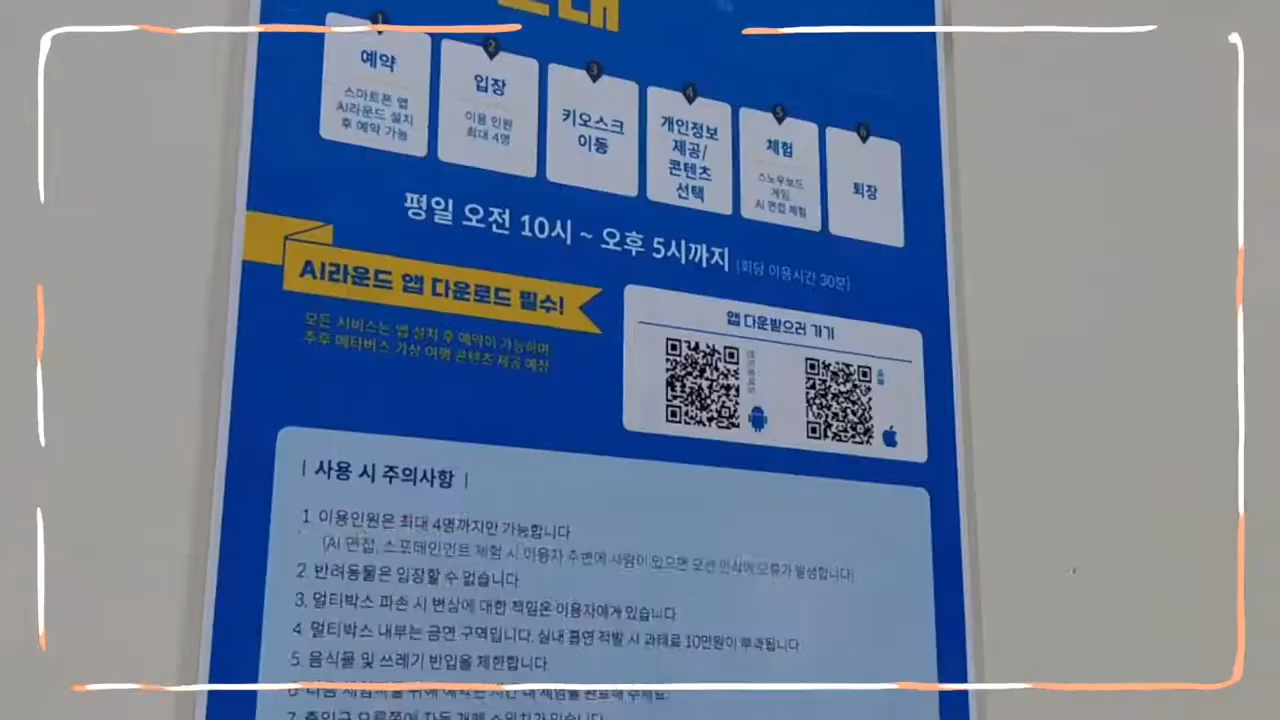 1
예약
스마트폰 앱
AI라운드 설치
후 예약 가능
2
입장
이용 인원
최대 4명
3
키오스크
이동
4
개인정보
제공/
콘텐츠
선택
5
체험
스노우보드
게임,
AI 면접 체험
6
퇴장
평일 오전 10시 ~ 오후 5시까지 (회당 이용시간 30분)
AI라운드 앱 다운로드 필수!
모든 서비스는 앱 설치 후 예약이 가능하며
추후 메타버스 가상 여행 콘텐츠 제공 예정
앱 다운받으러 가기
| 사용 시 주의사항 |
1 이용인원은 최대 4명까지만 가능합니다
(AI 면접, 스포테인먼트 체험 시 이용자 주변에 사람이 있으면 모션 인식에 오류가 발생합니다)
2. 반려동물은 입장할 수 없습니다
3. 멀티박스 파손 시 변상에 대한 책임은 이용자에게 있습니다
4. 멀티박스 내부는 금연 구역입니다. 실내 흡연 적발 시 과태료 10만원이 부과됩니다
5. 음식물 및 쓰레기 반입을 제한합니다